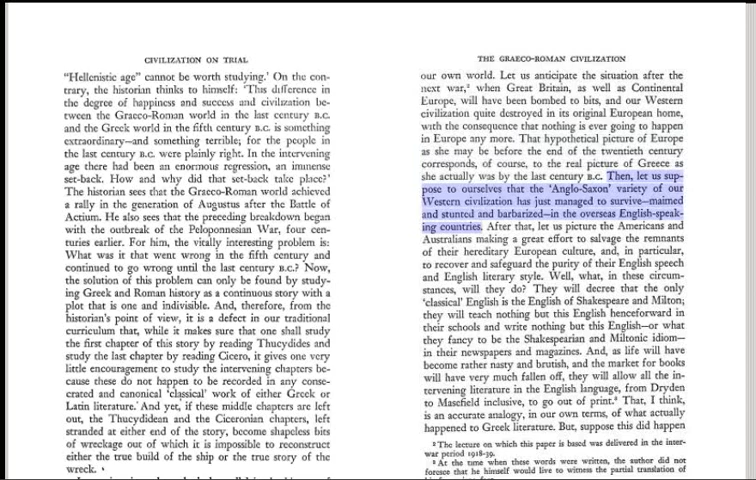 CIVILIZATION ON TRIAL
"Hellenistic age" cannot be worth studying.' On the con-
trary, the historian thinks to himself: 'This difference in
the degree of happiness and success and civilization be-
tween the Graeco-Roman world in the last century B.C.
and the Greek world in the fifth century B.C. is something
extraordinary—and something terrible; for the people in
the last century B.C. were plainly right. In the intervening
age there had been an enormous regression, an immense
set-back. How and why did that set-back take place?'
The historian sees that the Graeco-Roman world achieved
a rally in the generation of Augustus after the Battle of
Actium. He also sees that the preceding breakdown began
with the outbreak of the Peloponnesian War, four cen-
turies earlier. For him, the vitally interesting problem is:
What was it that went wrong in the fifth century and
continued to go wrong until the last century B.C.? Now,
the solution of this problem can only be found by study-
ing Greek and Roman history as a continuous story with a
plot that is one and indivisible. And, therefore, from the
historian's point of view, it is a defect in our traditional
curriculum that, while it makes sure that one shall study
the first chapter of this story by reading Thucydides and
study the last chapter by reading Cicero, it gives one very
little encouragement to study the intervening chapters be-
cause these do not happen to be recorded in any conse-
crated and canonical 'classical' work of either Greek or
Latin literature.' And yet, if these middle chapters are left
out, the Thucydidean and the Ciceronian chapters, left
stranded at either end of the story, become shapeless bits
of wreckage out of which it is impossible to reconstruct
either the true build of the ship or the true story of the
wreck.
THE GRAECO-ROMAN CIVILIZATION
our own world. Let us anticipate the situation after the
next war,² when Great Britain, as well as Continental
Europe, will have been bombed to bits, and our Western
civilization quite destroyed in its original European home,
with the consequence that nothing is ever going to happen
in Europe any more. That hypothetical picture of Europe
as she may be before the end of the twentieth century
corresponds, of course, to the real picture of Greece as
she actually was by the last century B.C. Then, let us sup-
pose to ourselves that the 'Anglo-Saxon' variety of our
Western civilization has just managed to survive—maimed
and stunted and barbarized—in the overseas English-speak-
ing countries. After that, let us picture the Americans and
Australians making a great effort to salvage the remnants
of their hereditary European culture, and, in particular,
to recover and safeguard the purity of their English speech
and English literary style. Well, what, in these circum-
stances, will they do? They will decree that the only
'classical' English is the English of Shakespeare and Milton;
they will teach nothing but this English henceforward in
their schools and write nothing but this English—or what
they fancy to be the Shakespearian and Miltonic idiom—
in their newspapers and magazines. And, as life will have
become rather nasty and brutish, and the market for books
will have very much fallen off, they will allow all the in-
tervening literature in the English language, from Dryden
to Masefield inclusive, to go out of print.³ That, I think,
is an accurate analogy, in our own terms, of what actually
happened to Greek literature. But, suppose this did happen
² The lecture on which this paper is based was delivered in the inter-
war period 1918-39.
³ At the time when these words were written, the author did not
foresee that he himself would live to witness the partial translation of